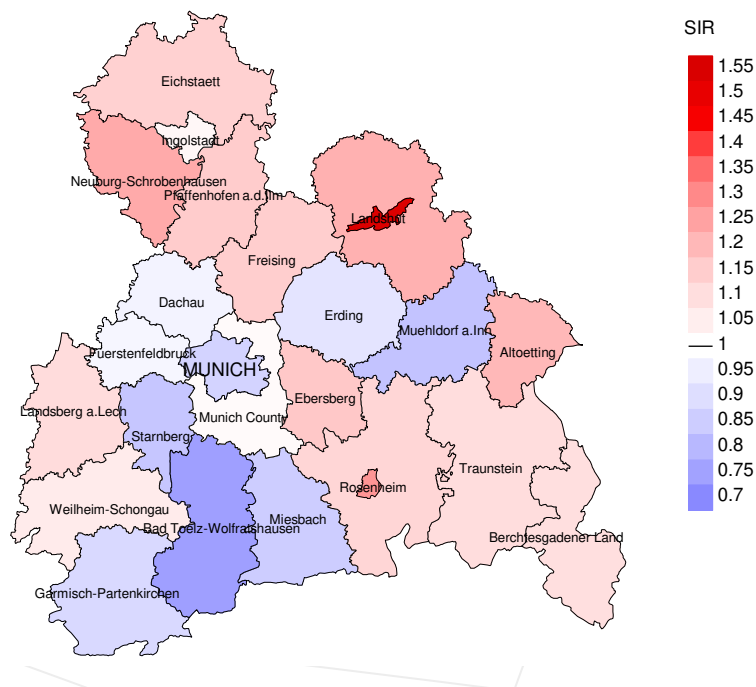 SIR
1.55
1.5
1.45
1.4
1.35
1.3
1.25
1.2
1.15
1.1
1.05
1
0.95
0.9
0.85
0.8
0.75
0.7
Eichstaett
Ingolstadt
Neuburg-Schrobenhausen
Pfaffenhofen a.d.Ilm
Landshut
Freising
Dachau
Erding
Muehldorf a.Inn
Altoetting
Fuerstenfeldbruck
MUNICH
Ebersberg
Landsberg a.Lech
Munich County
Starnberg
Traunstein
Rosenheim
Weilheim-Schongau
Miesbach
Bad Toelz-Wolfratshausen
Berchtesgadener Land
Garmisch-Partenkirchen